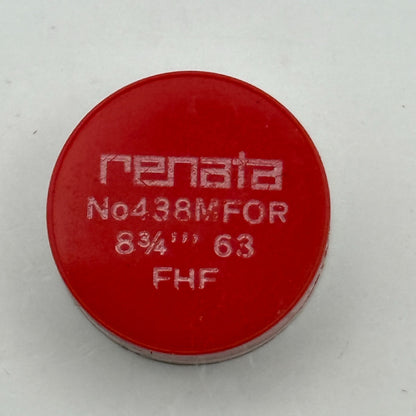 renata
No438MFOR
8¾''' 63
FHF